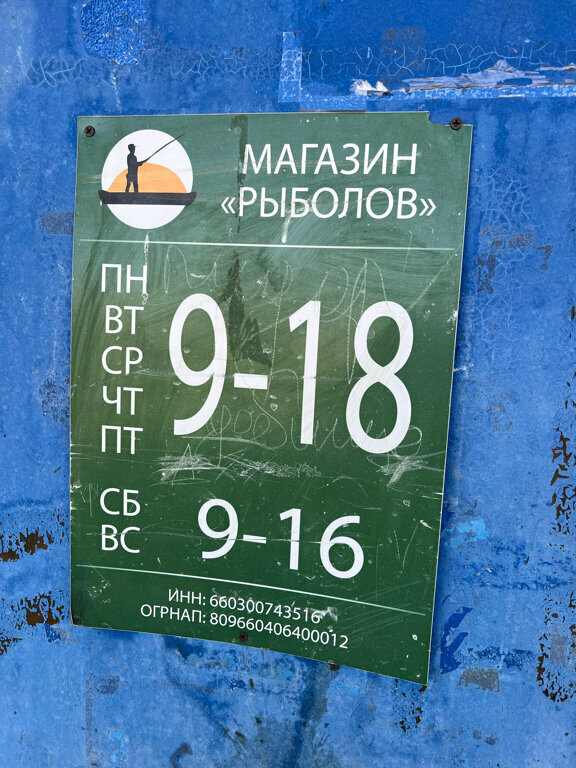 МАГАЗИН
«РЫБОЛОВ»
ПН
ВТ
СР
ЧТ
ПТ
9-18
СБ
ВС
9-16
ИНН: 660300743516
ОГРНАП: 809660406400012